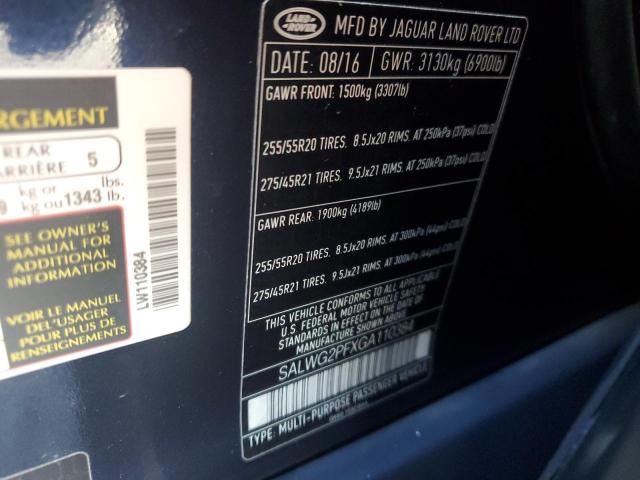 RGEMENT
REAR
ARRIÈRE 5
9 kg or 1343 lbs.
kg ou lb.
SEE OWNER'S
MANUAL FOR
ADDITIONAL
INFORMATION
VOIR LE MANUEL
DEL'USAGER
POUR PLUS DE
RENSEIGNEMENTS
LW110384
LAND-
ROVER
MFD BY JAGUAR LAND ROVER LTD
DATE: 08/16 GWR: 3130kg (6900lb)
GAWR FRONT: 1500kg (3307lb)
255/55R20 TIRES. 8.5Jx20 RIMS. AT 250kPa (37psi) COLD
275/45R21 TIRES. 9.5Jx21 RIMS. AT 250kPa (37psi) COLD
GAWR REAR: 1900kg (4189lb)
255/55R20 TIRES. 8.5Jx20 RIMS. AT 300kPa (44psi) COLD
275/45R21 TIRES. 9.5Jx21 RIMS. AT 300kPa (44psi) COLD
THIS VEHICLE CONFORMS TO ALL APPLICABLE
U.S. FEDERAL MOTOR VEHICLE SAFETY
STANDARDS IN EFFECT ON THE DATE OF
MANUFACTURE SHOWN ABOVE
SALWG2PFXGA110384
TYPE: MULTI-PURPOSE PASSENGER VEHICLE